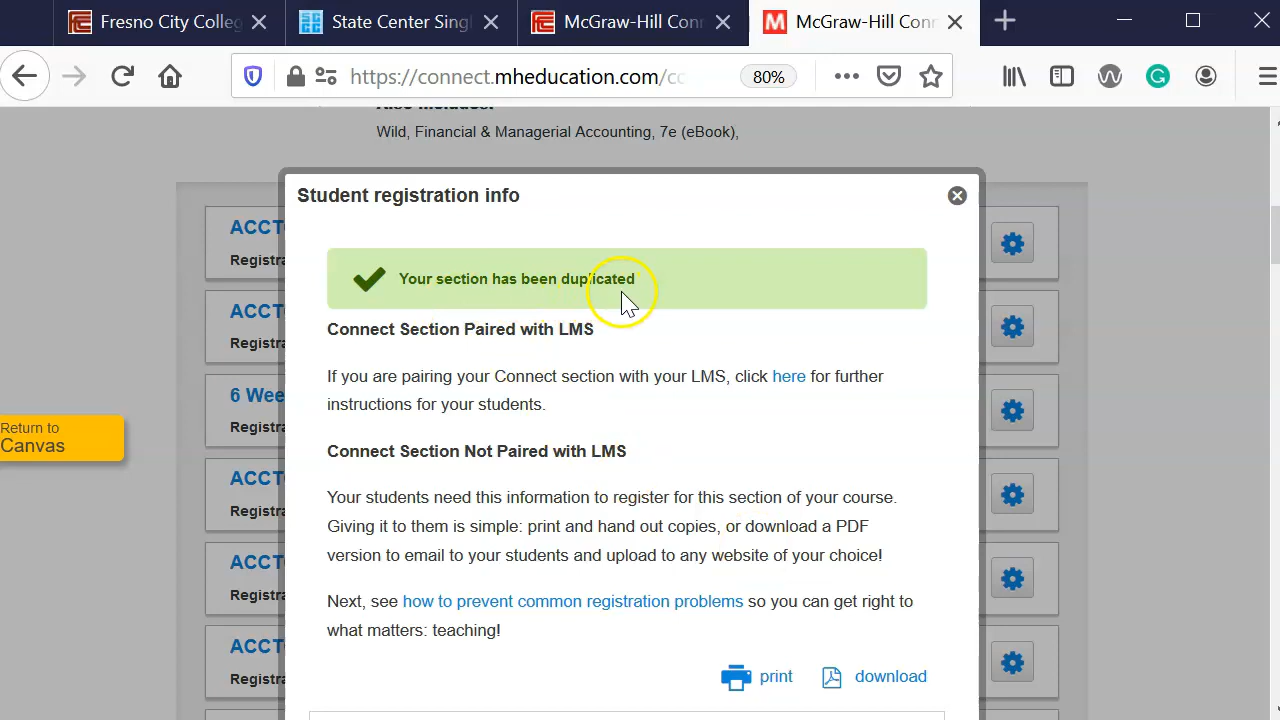 Fresno City Colleg
State Center Singl
McGraw-Hill Conn
McGraw-Hill Conn
https://connect.mheducation.com/cc
80%
Also Includes:
Wild, Financial & Managerial Accounting, 7e (eBook),
Student registration info
ACCT
Registra
Your section has been duplicated
Connect Section Paired with LMS
ACCT
Registra
If you are pairing your Connect section with your LMS, click here for further
instructions for your students.
6 Wee
Registra
Return to
Canvas
Connect Section Not Paired with LMS
ACCT
Registra
Your students need this information to register for this section of your course.
Giving it to them is simple: print and hand out copies, or download a PDF
version to email to your students and upload to any website of your choice!
ACCT
Registra
Next, see how to prevent common registration problems so you can get right to
what matters: teaching!
ACCT
Registra
print
download